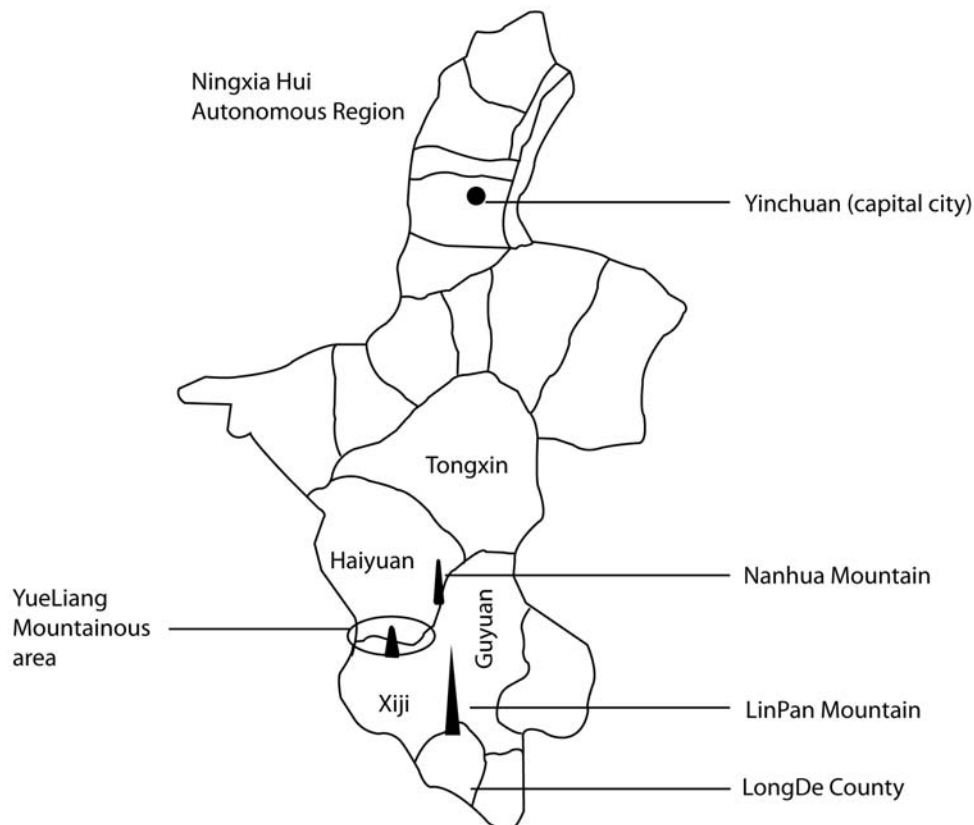 Ningxia Hui
Autonomous Region
Yinchuan (capital city)
Tongxin
Haiyuan
Nanhua Mountain
YueLiang
Mountainous
area
Guyuan
Xiji
LinPan Mountain
LongDe County